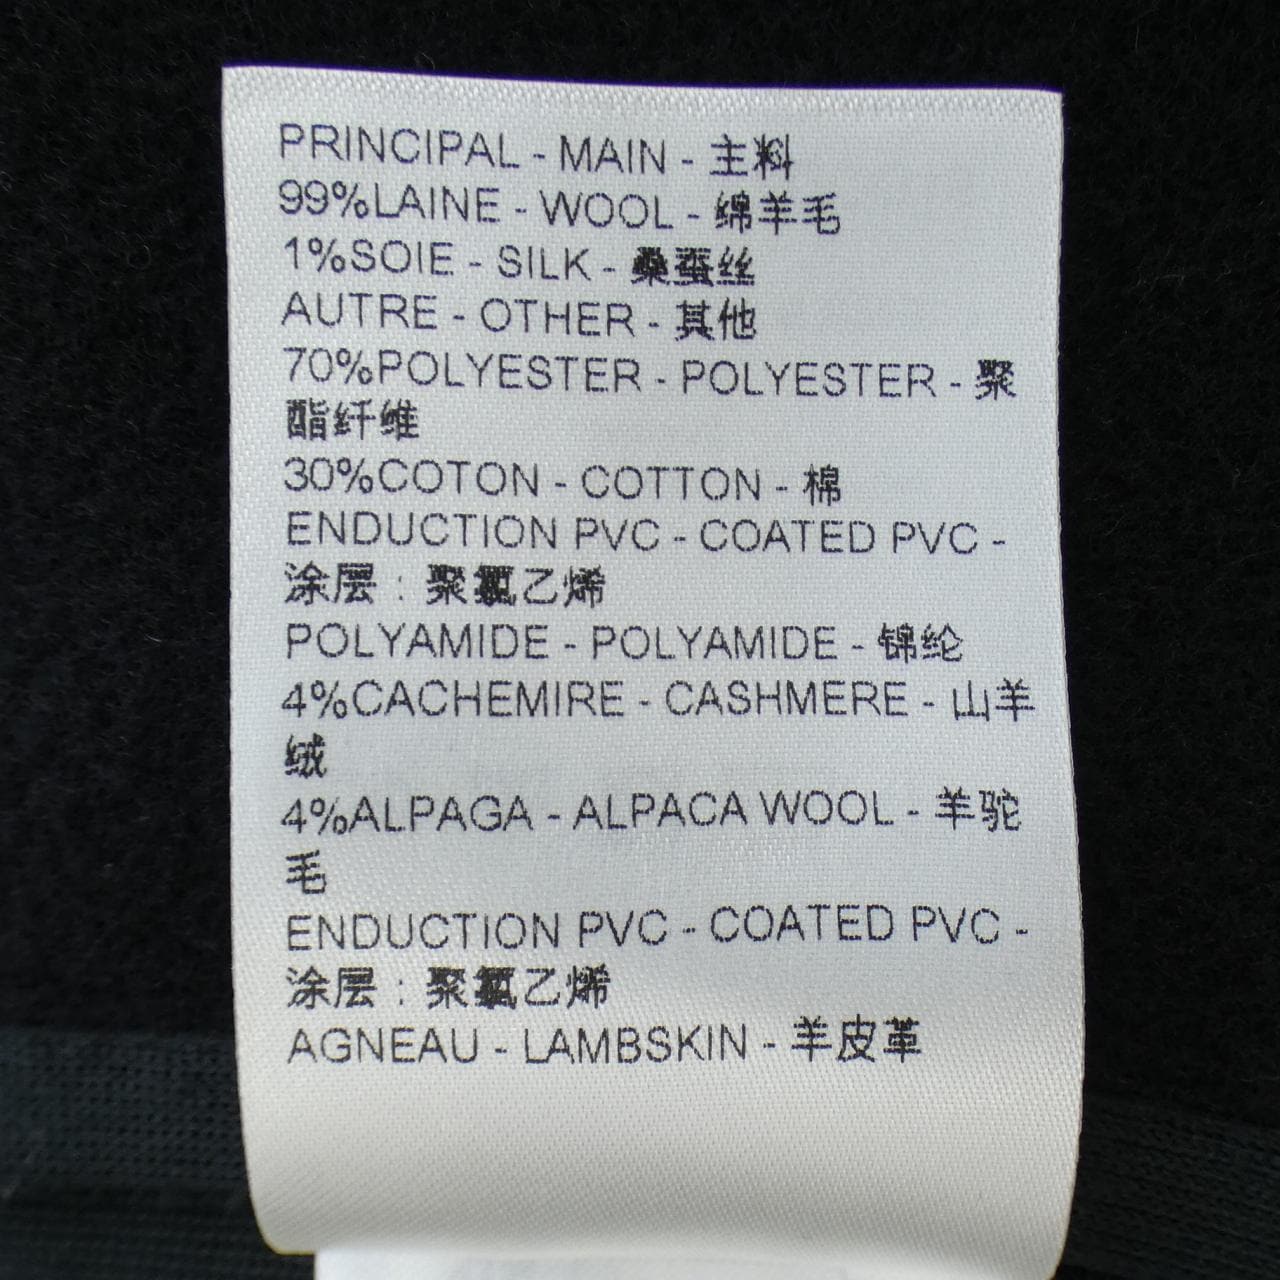 PRINCIPAL - MAIN - 主料
99%LAINE - WOOL - 绵羊毛
1%SOIE - SILK - 桑蚕丝
AUTRE - OTHER - 其他
70%POLYESTER - POLYESTER - 聚
酯纤维
30%COTON - COTTON - 棉
ENDUCTION PVC - COATED PVC -
涂层 : 聚氯乙烯
POLYAMIDE - POLYAMIDE - 锦纶
4%CACHEMIRE - CASHMERE - 山羊
绒
4%ALPAGA - ALPACA WOOL - 羊驼
毛
ENDUCTION PVC - COATED PVC -
涂层 : 聚氯乙烯
AGNEAU - LAMBSKIN - 羊皮革